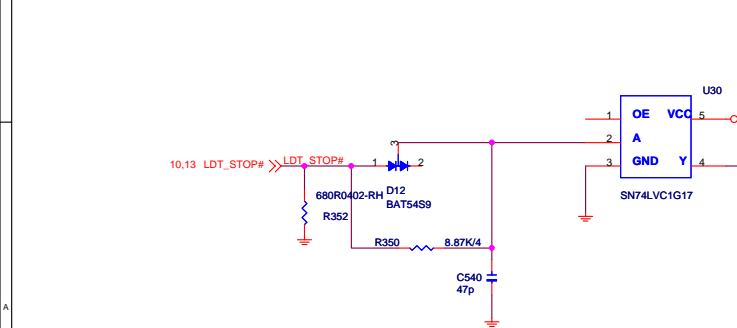 U30
1 OE VCC 5
2 A
3 GND Y 4
SN74LVC1G17
3
10,13 LDT_STOP# LDT_STOP# 1 2
680R0402-RH D12
BAT54S9
R352
R350 8.87K/4
C540
47p
A